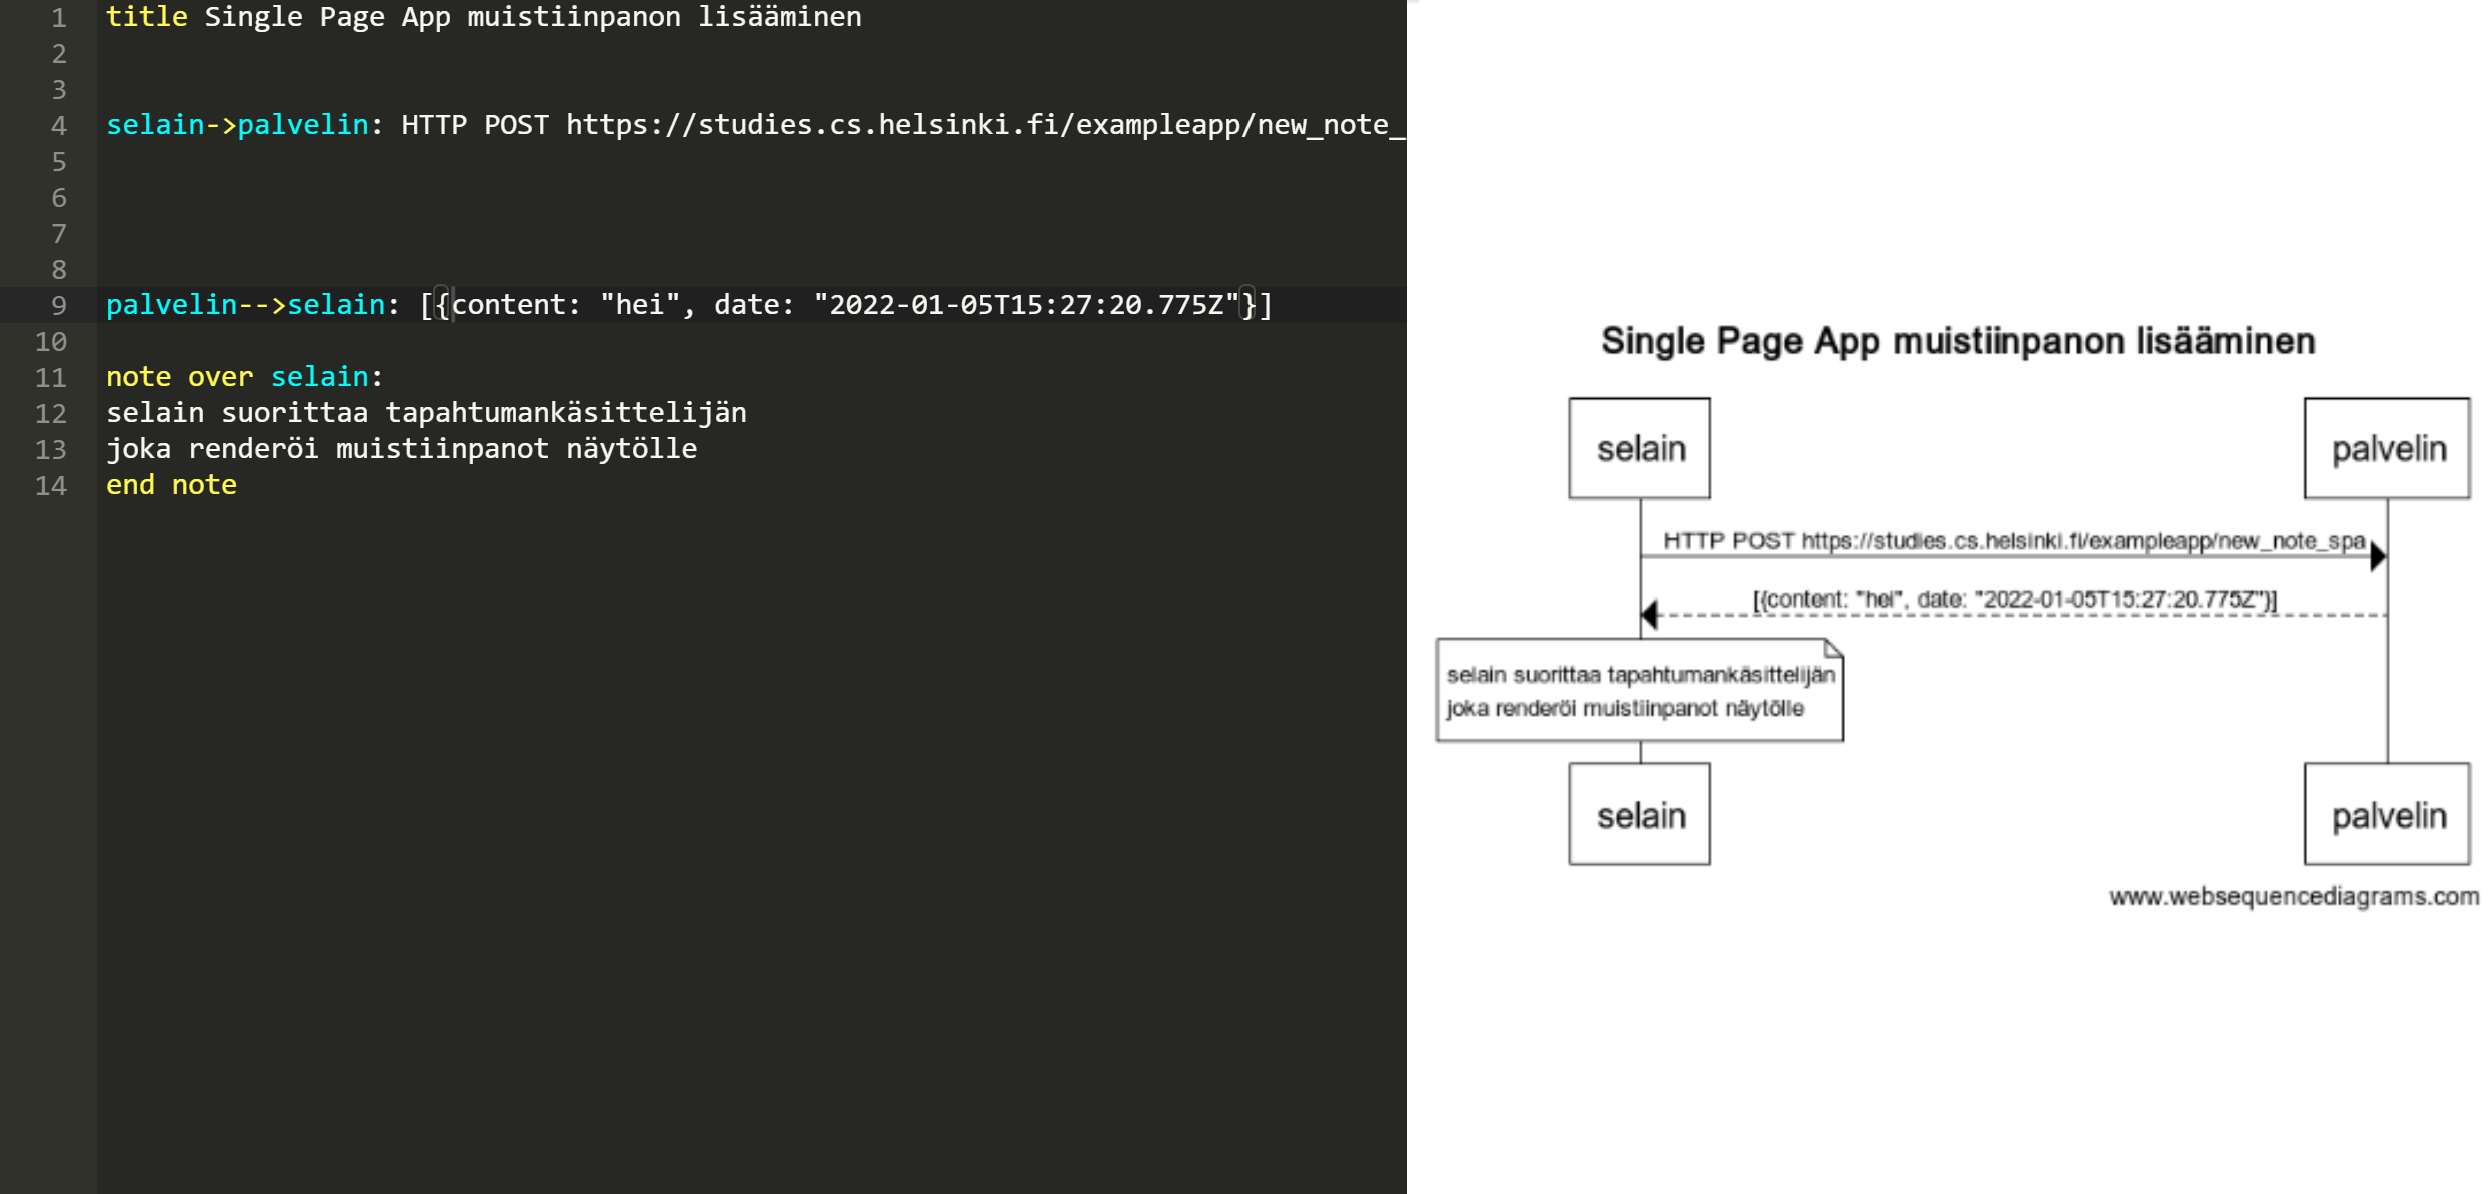 1 title Single Page App muistiinpanon lisääminen
2
3
4 selain->palvelin: HTTP POST https://studies.cs.helsinki.fi/exampleapp/new_note_
5
6
7
8
9 palvelin-->selain: [{content: "hei", date: "2022-01-05T15:27:20.775Z"}]
10
11 note over selain:
12 selain suorittaa tapahtumankäsittelijän
13 joka renderöi muistiinpanot näytölle
14 end note
Single Page App muistiinpanon lisääminen
selain palvelin
HTTP POST https://studies.cs.helsinki.fi/exampleapp/new_note_spa
[{content: "hei", date: "2022-01-05T15:27:20.775Z"}]
selain suorittaa tapahtumankäsittelijän
joka renderöi muistiinpanot näytölle
selain palvelin
www.websequencediagrams.com